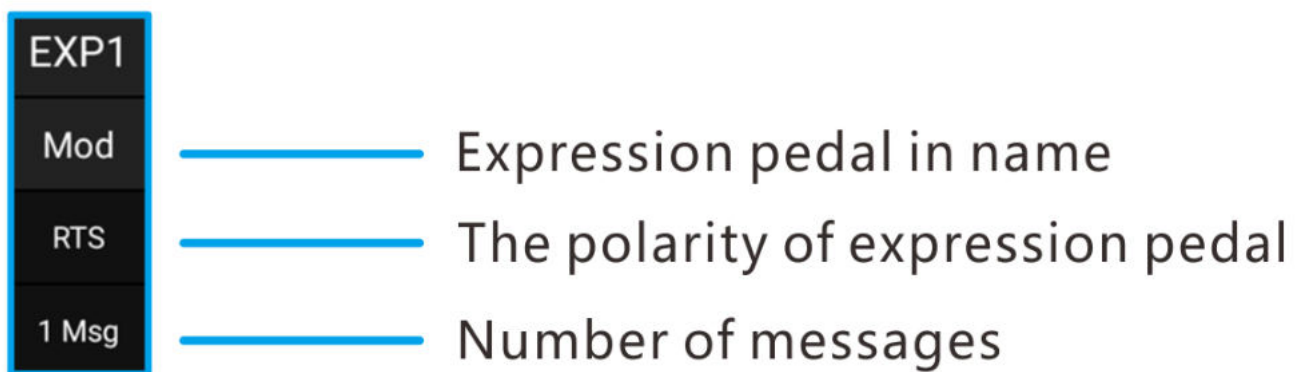 EXP1
Mod
Expression pedal in name
RTS
The polarity of expression pedal
1 Msg
Number of messages